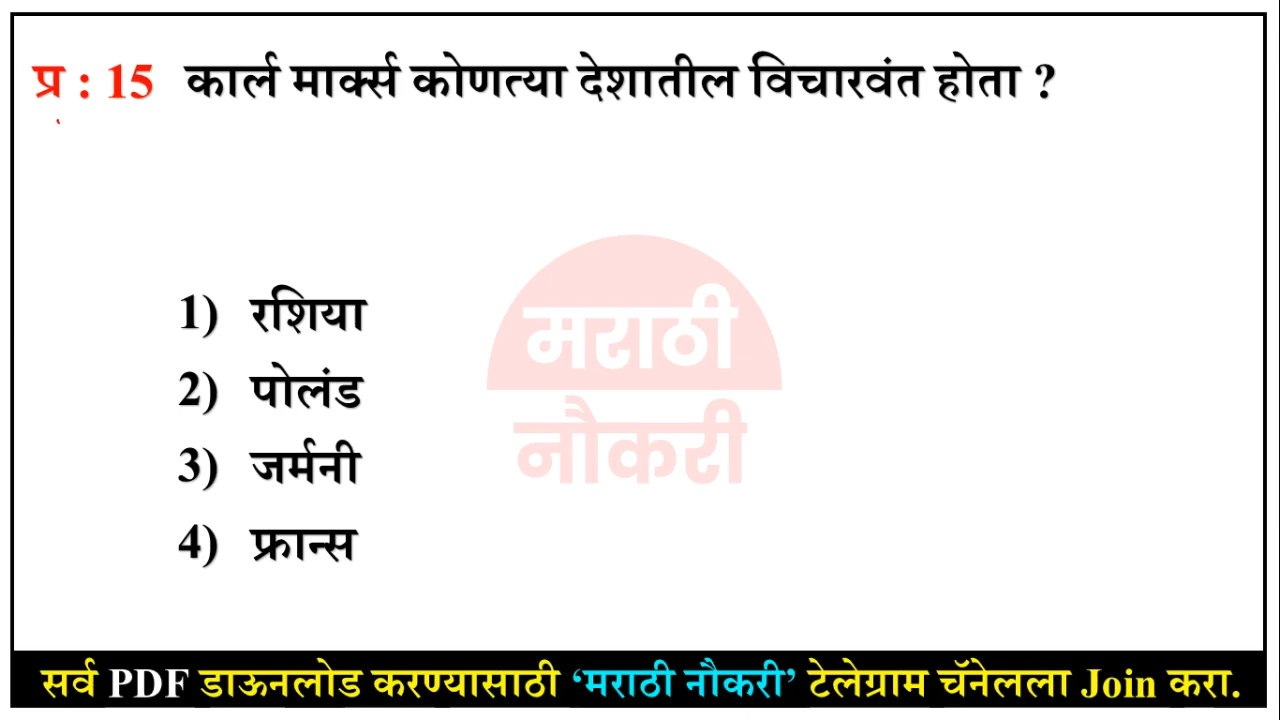 प्र : 15 कार्ल मार्क्स कोणत्या देशातील विचारवंत होता ?
1) रशिया
2) पोलंड
3) जर्मनी
4) फ्रान्स
मराठी
नौकरी
सर्व PDF डाऊनलोड करण्यासाठी ‘मराठी नौकरी’ टेलेग्राम चॅनेलला Join करा.